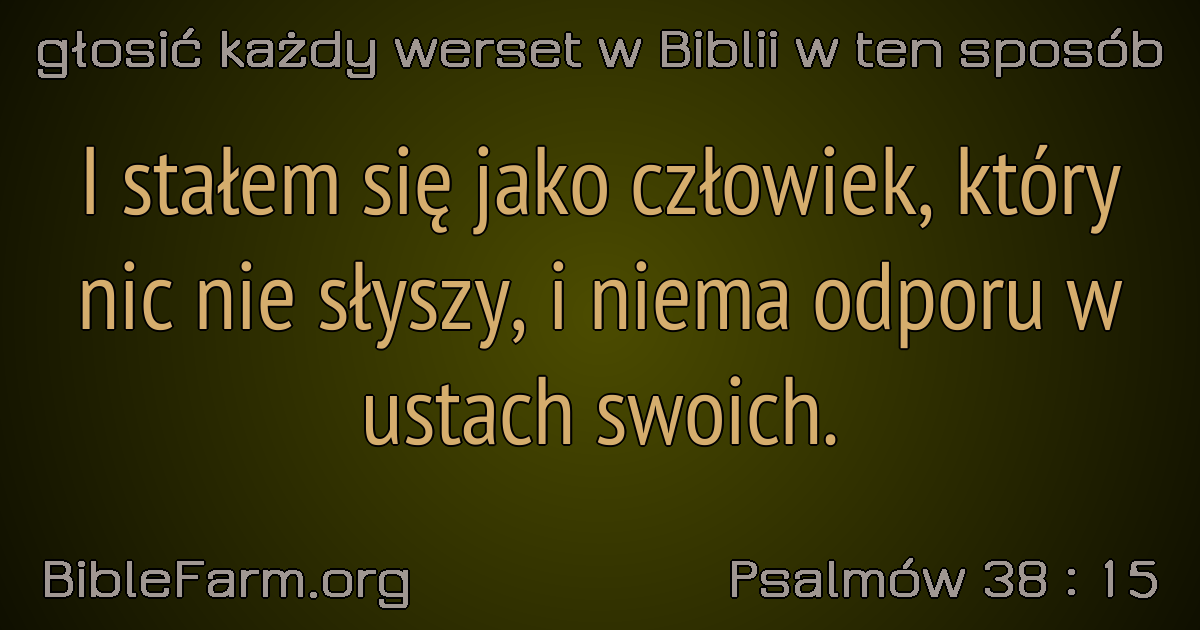 głosić każdy werset w Biblii w ten sposób
I stałem się jako człowiek, który
nic nie słyszy, i niema odporu w
ustach swoich.
BibleFarm.org
Psalmów 38 : 15